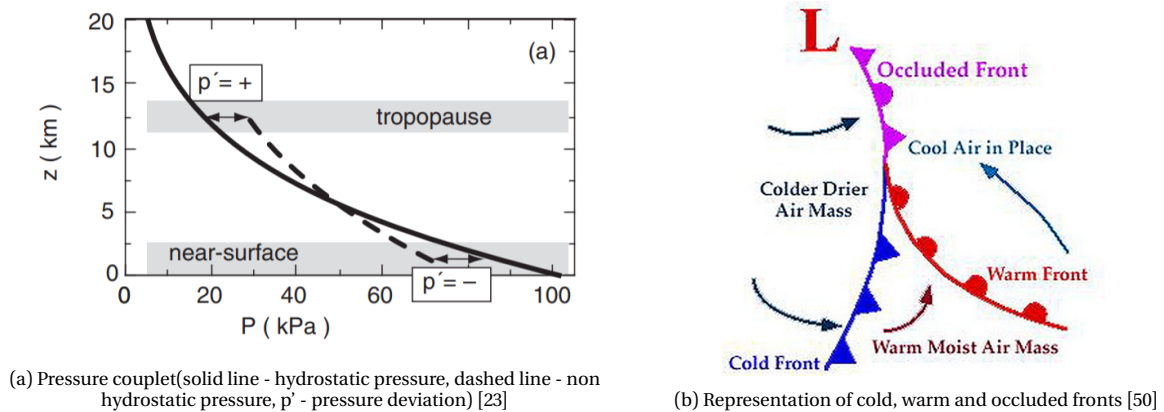 20
15
10
5
0
z ( km )
(a)
p´= +
tropopause
near-surface
p´= −
0 20 40 60 80 100
P ( kPa )
(a) Pressure couplet(solid line - hydrostatic pressure, dashed line - non
hydrostatic pressure, p' - pressure deviation) [23]
L
Occluded Front
Cool Air in Place
Colder Drier
Air Mass
Warm Front
Warm Moist Air Mass
Cold Front
(b) Representation of cold, warm and occluded fronts [50]